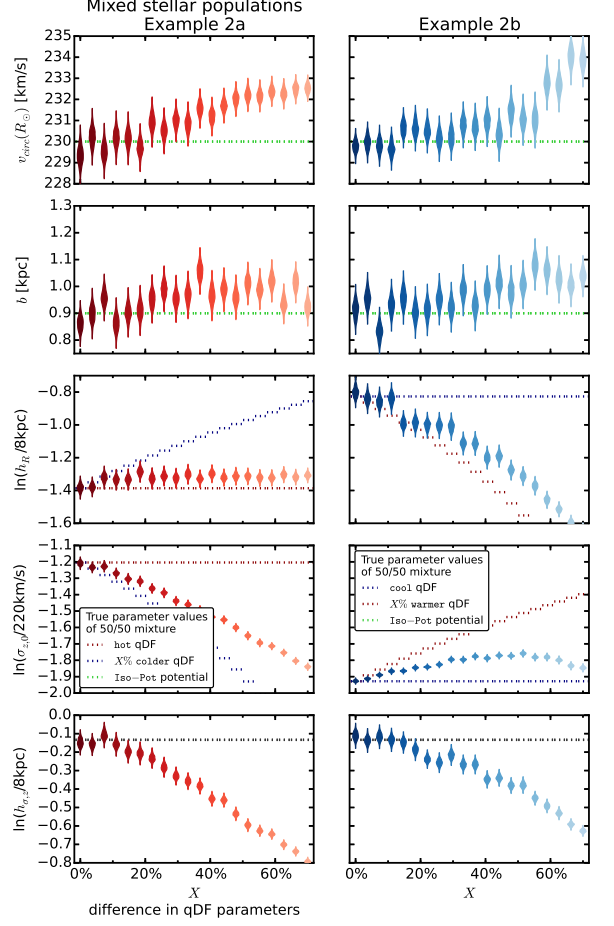 Mixed stellar populations
Example 2a
Example 2b
v_circ(R_⊙) [km/s]
235
234
233
232
231
230
229
228
b [kpc]
1.3
1.2
1.1
1.0
0.9
0.8
ln(h_R/8kpc)
−0.8
−1.0
−1.2
−1.4
−1.6
ln(σ_z,0/220km/s)
−1.1
−1.2
−1.3
−1.4
−1.5
−1.6
−1.7
−1.8
−1.9
−2.0
True parameter values
of 50/50 mixture
hot qDF
X% colder qDF
Iso−Pot potential
True parameter values
of 50/50 mixture
cool qDF
X% warmer qDF
Iso−Pot potential
ln(h_σ,z/8kpc)
0.0
−0.1
−0.2
−0.3
−0.4
−0.5
−0.6
−0.7
−0.8
0% 20% 40% 60%
0% 20% 40% 60%
X
X
difference in qDF parameters